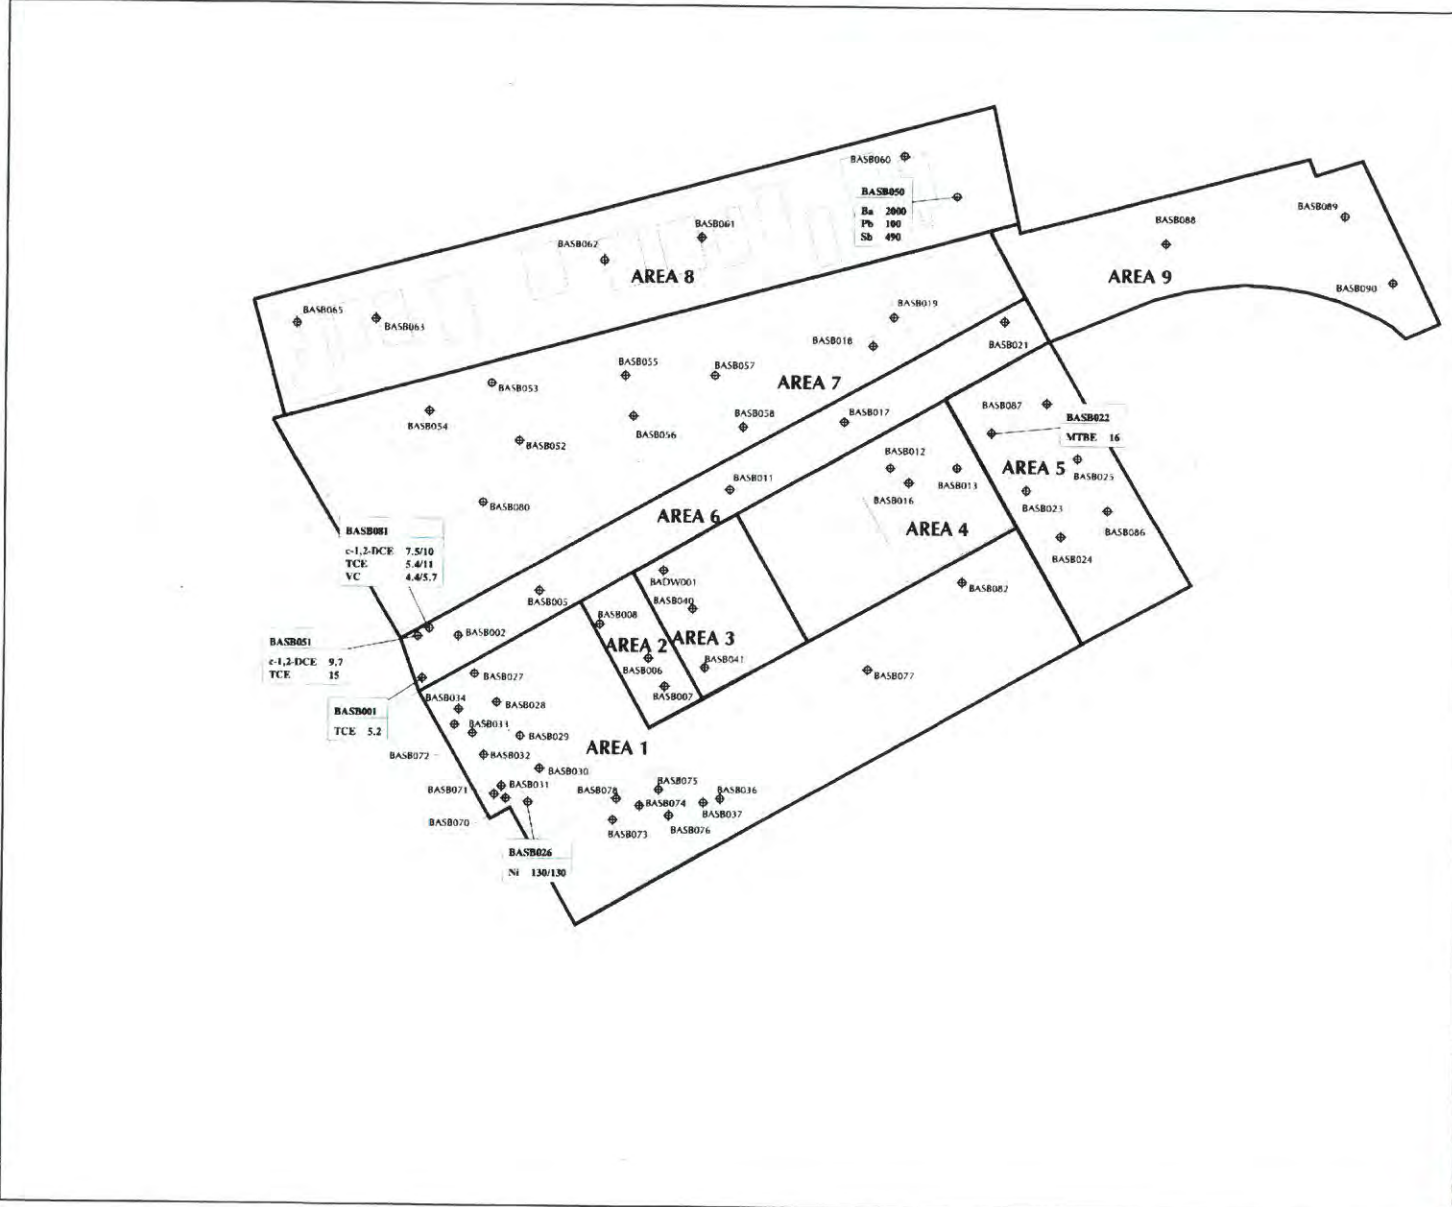 BASB060
BASB050
Ba 2000
Pb 100
Sb 490
BASB089
BASB088
BASB061
BASB062
AREA 8
AREA 9
BASB090
BASB065
BASB063
BASB019
BASB018
BASB021
BASB055
BASB057
AREA 7
BASB053
BASB054
BASB087
BASB022
MTBE 16
BASB017
BASB058
BASB056
BASB052
BASB012
AREA 5
BASB011
BASB013
BASB025
BASB016
BASB080
BASB023
AREA 6
AREA 4
BASB086
BASB081
c-1,2-DCE 7.5/10
TCE 5.4/11
VC 4.4/5.7
BASB024
BADW001
BASB082
BASB005
BASB040
BASB008
BASB002
AREA 3
AREA 2
BASB051
c-1,2-DCE 9.7
TCE 15
BASB041
BASB006
BASB077
BASB027
BASB007
BASB034
BASB028
BASB001
TCE 5.2
BASB033
BASB029
AREA 1
BASB072
BASB032
BASB030
BASB075
BASB031
BASB071
BASB078
BASB036
BASB074
BASB037
BASB070
BASB073
BASB076
BASB026
Ni 130/130